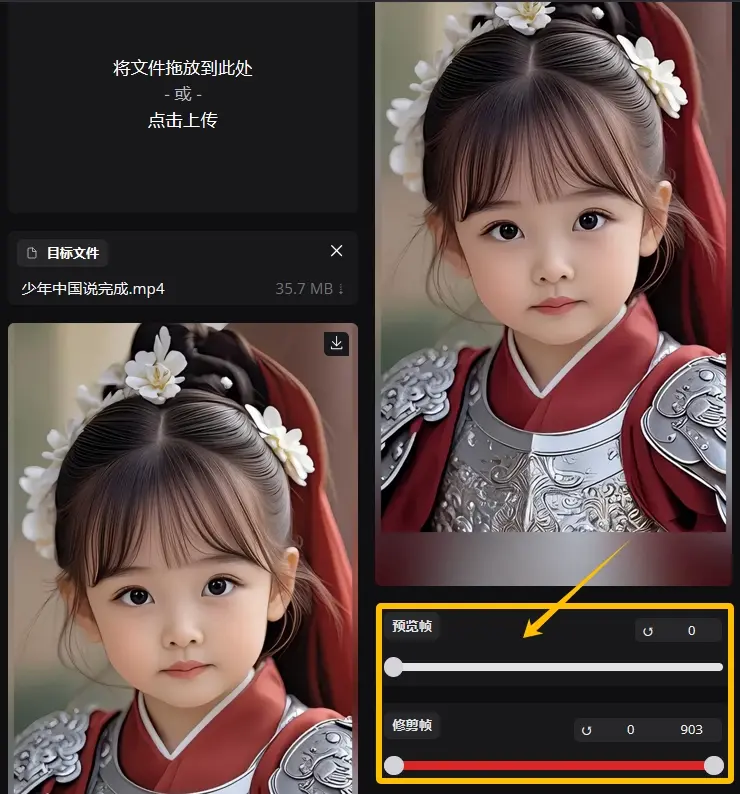 将文件拖放到此处
- 或 -
点击上传
目标文件
少年中国说完成.mp4
35.7 MB ↓
预览帧
↺ 0
修剪帧
↺ 0 903